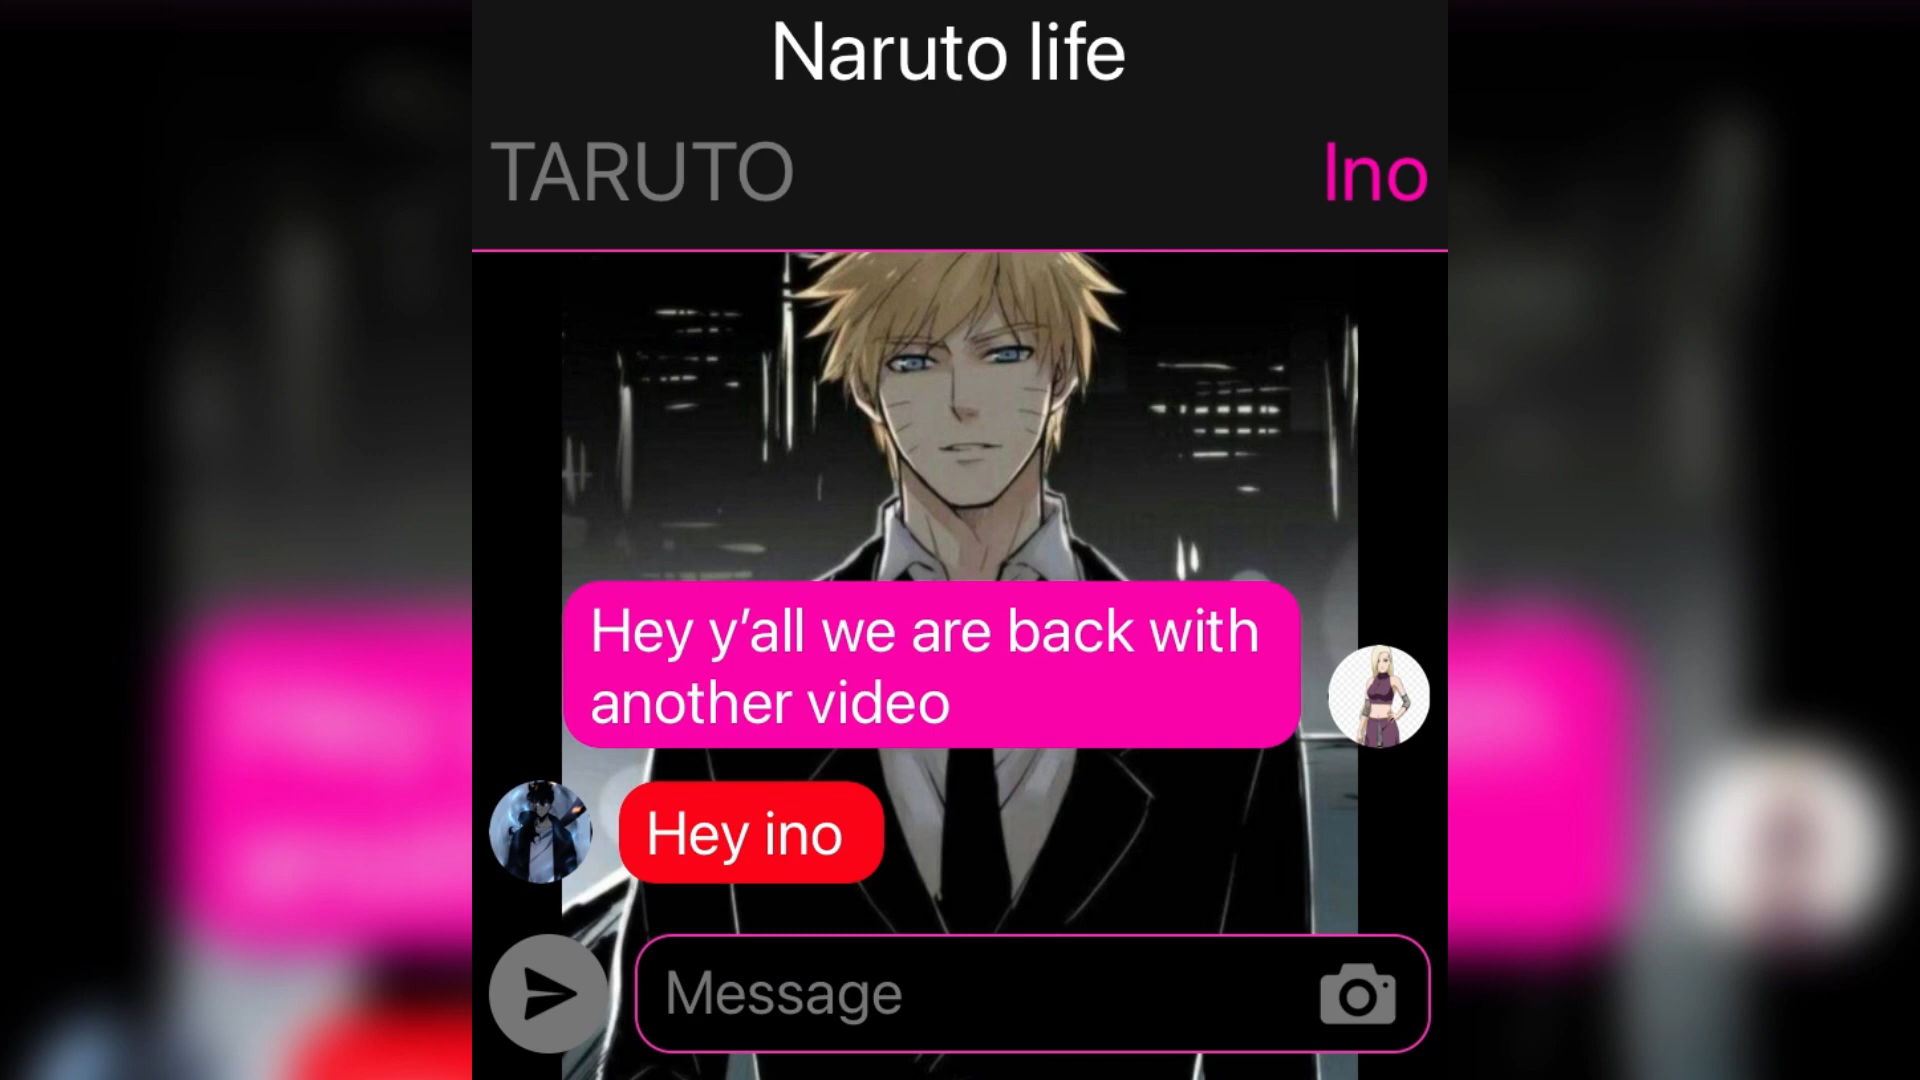 Naruto life
TARUTO
Ino
Hey y’all we are back with
another video
Hey ino
Message